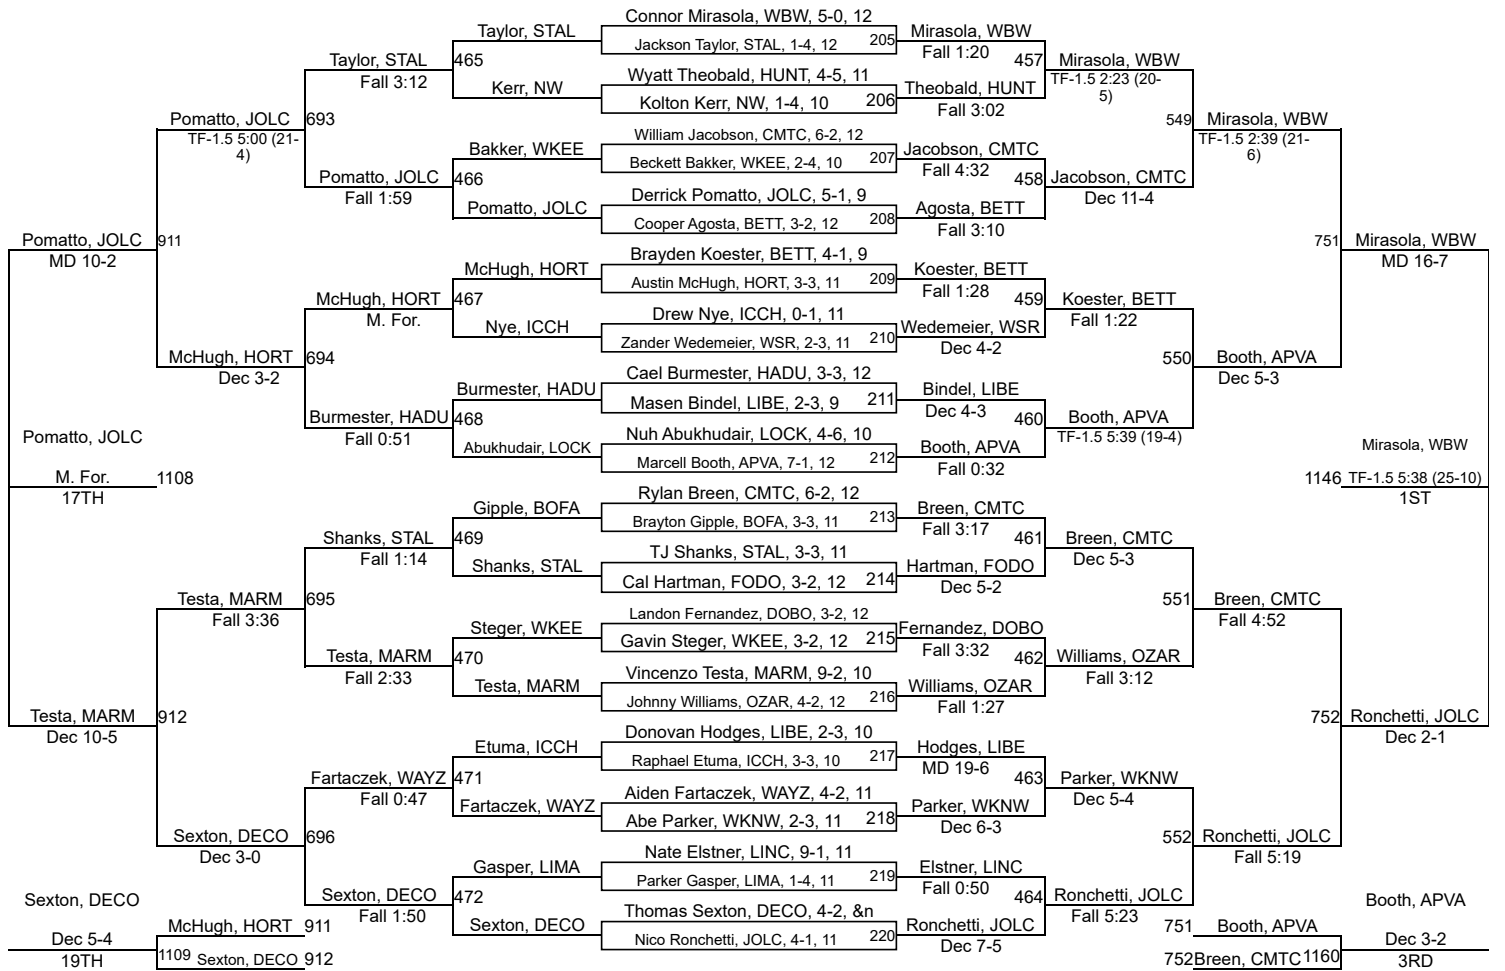 Connor Mirasola, WBW, 5-0, 12
Taylor, STAL
Jackson Taylor, STAL, 1-4, 12
205
Mirasola, WBW
Fall 1:20
Taylor, STAL
465
457
Mirasola, WBW
Fall 3:12
Wyatt Theobald, HUNT, 4-5, 11
TF-1.5 2:23 (20-
5)
Kerr, NW
Kolton Kerr, NW, 1-4, 10
206
Theobald, HUNT
Fall 3:02
Pomatto, JOLC
693
549
Mirasola, WBW
TF-1.5 5:00 (21-
4)
William Jacobson, CMTC, 6-2, 12
TF-1.5 2:39 (21-
6)
Bakker, WKEE
Beckett Bakker, WKEE, 2-4, 10
207
Jacobson, CMTC
Fall 4:32
Pomatto, JOLC
466
458
Jacobson, CMTC
Fall 1:59
Derrick Pomatto, JOLC, 5-1, 9
Dec 11-4
Pomatto, JOLC
Cooper Agosta, BETT, 3-2, 12
208
Agosta, BETT
Fall 3:10
Pomatto, JOLC
911
751
Mirasola, WBW
MD 10-2
Brayden Koester, BETT, 4-1, 9
MD 16-7
McHugh, HORT
Austin McHugh, HORT, 3-3, 11
209
Koester, BETT
Fall 1:28
McHugh, HORT
467
459
Koester, BETT
M. For.
Drew Nye, ICCH, 0-1, 11
Fall 1:22
Nye, ICCH
Zander Wedemeier, WSR, 2-3, 11
210
Wedemeier, WSR
Dec 4-2
McHugh, HORT
694
550
Booth, APVA
Dec 3-2
Cael Burmester, HADU, 3-3, 12
Dec 5-3
Burmester, HADU
Masen Bindel, LIBE, 2-3, 9
211
Bindel, LIBE
Dec 4-3
Burmester, HADU
468
460
Booth, APVA
Fall 0:51
Nuh Abukhudair, LOCK, 4-6, 10
TF-1.5 5:39 (19-4)
Pomatto, JOLC
Abukhudair, LOCK
Marcell Booth, APVA, 7-1, 12
212
Booth, APVA
Fall 0:32
Mirasola, WBW
M. For.
1108
1146
TF-1.5 5:38 (25-10)
17TH
1ST
Rylan Breen, CMTC, 6-2, 12
Gipple, BOFA
Brayton Gipple, BOFA, 3-3, 11
213
Breen, CMTC
Fall 3:17
Shanks, STAL
469
461
Breen, CMTC
Fall 1:14
TJ Shanks, STAL, 3-3, 11
Dec 5-3
Shanks, STAL
Cal Hartman, FODO, 3-2, 12
214
Hartman, FODO
Dec 5-2
Testa, MARM
695
551
Breen, CMTC
Fall 3:36
Landon Fernandez, DOBO, 3-2, 12
Fall 4:52
Steger, WKEE
Gavin Steger, WKEE, 3-2, 12
215
Fernandez, DOBO
Fall 3:32
Testa, MARM
470
462
Williams, OZAR
Fall 2:33
Vincenzo Testa, MARM, 9-2, 10
Fall 3:12
Testa, MARM
Johnny Williams, OZAR, 4-2, 12
216
Williams, OZAR
Fall 1:27
Testa, MARM
912
752
Ronchetti, JOLC
Dec 10-5
Donovan Hodges, LIBE, 2-3, 10
Dec 2-1
Etuma, ICCH
Raphael Etuma, ICCH, 3-3, 10
217
Hodges, LIBE
MD 19-6
Fartaczek, WAYZ
471
463
Parker, WKNW
Fall 0:47
Aiden Fartaczek, WAYZ, 4-2, 11
Dec 5-4
Fartaczek, WAYZ
Abe Parker, WKNW, 2-3, 11
218
Parker, WKNW
Dec 6-3
Sexton, DECO
696
552
Ronchetti, JOLC
Dec 3-0
Nate Elstner, LINC, 9-1, 11
Fall 5:19
Gasper, LIMA
Parker Gasper, LIMA, 1-4, 11
219
Elstner, LINC
Fall 0:50
Sexton, DECO
472
464
Ronchetti, JOLC
Fall 1:50
Thomas Sexton, DECO, 4-2, &n
Fall 5:23
Sexton, DECO
Nico Ronchetti, JOLC, 4-1, 11
220
Ronchetti, JOLC
Dec 7-5
Sexton, DECO
McHugh, HORT
911
Dec 5-4
19TH
1109
Sexton, DECO
912
Booth, APVA
751
Booth, APVA
Dec 3-2
3RD
752
Breen, CMTC
1160